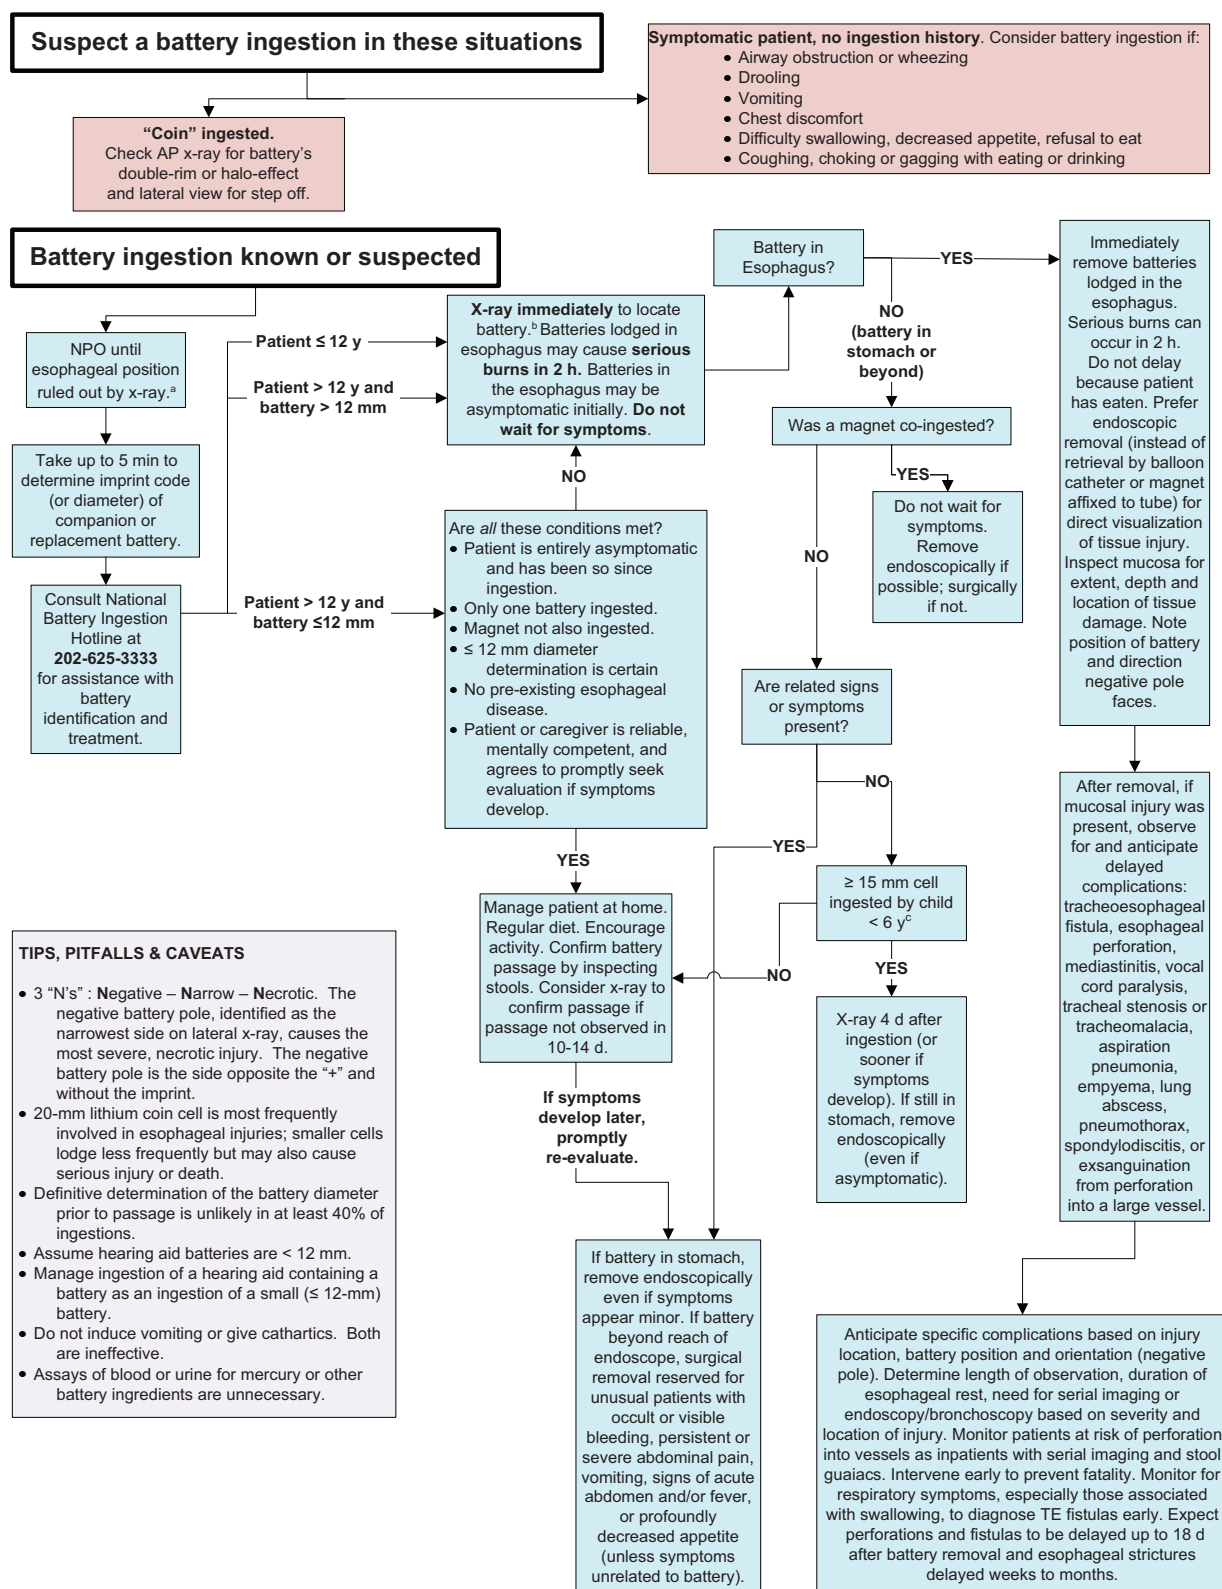 Suspect a battery ingestion in these situations
Symptomatic patient, no ingestion history. Consider battery ingestion if:
• Airway obstruction or wheezing
• Drooling
• Vomiting
• Chest discomfort
• Difficulty swallowing, decreased appetite, refusal to eat
• Coughing, choking or gagging with eating or drinking
“Coin” ingested.
Check AP x-ray for battery’s
double-rim or halo-effect
and lateral view for step off.
Battery ingestion known or suspected
NPO until
esophageal position
ruled out by x-ray.a
Take up to 5 min to
determine imprint code
(or diameter) of
companion or
replacement battery.
Consult National
Battery Ingestion
Hotline at
202-625-3333
for assistance with
battery
identification and
treatment.
Patient ≤ 12 y
Patient > 12 y and
battery > 12 mm
Patient > 12 y and
battery ≤12 mm
X-ray immediately to locate
battery.b Batteries lodged in
esophagus may cause serious
burns in 2 h. Batteries in
the esophagus may be
asymptomatic initially. Do not
wait for symptoms.
NO
Are all these conditions met?
• Patient is entirely asymptomatic
and has been so since
ingestion.
• Only one battery ingested.
• Magnet not also ingested.
• ≤ 12 mm diameter
determination is certain
• No pre-existing esophageal
disease.
• Patient or caregiver is reliable,
mentally competent, and
agrees to promptly seek
evaluation if symptoms
develop.
YES
Manage patient at home.
Regular diet. Encourage
activity. Confirm battery
passage by inspecting
stools. Consider x-ray to
confirm passage if
passage not observed in
10-14 d.
If symptoms
develop later,
promptly
re-evaluate.
If battery in stomach,
remove endoscopically
even if symptoms
appear minor. If battery
beyond reach of
endoscope, surgical
removal reserved for
unusual patients with
occult or visible
bleeding, persistent or
severe abdominal pain,
vomiting, signs of acute
abdomen and/or fever,
or profoundly
decreased appetite
(unless symptoms
unrelated to battery).
Battery in
Esophagus?
YES
NO
(battery in
stomach or
beyond)
Was a magnet co-ingested?
YES
Do not wait for
symptoms.
Remove
endoscopically if
possible; surgically
if not.
NO
Are related signs
or symptoms
present?
NO
YES
≥ 15 mm cell
ingested by child
< 6 yc
NO
YES
X-ray 4 d after
ingestion (or
sooner if
symptoms
develop). If still in
stomach, remove
endoscopically
(even if
asymptomatic).
Immediately
remove batteries
lodged in the
esophagus.
Serious burns can
occur in 2 h.
Do not delay
because patient
has eaten. Prefer
endoscopic
removal (instead of
retrieval by balloon
catheter or magnet
affixed to tube) for
direct visualization
of tissue injury.
Inspect mucosa for
extent, depth and
location of tissue
damage. Note
position of battery
and direction
negative pole
faces.
After removal, if
mucosal injury was
present, observe
for and anticipate
delayed
complications:
tracheoesophageal
fistula, esophageal
perforation,
mediastinitis, vocal
cord paralysis,
tracheal stenosis or
tracheomalacia,
aspiration
pneumonia,
empyema, lung
abscess,
pneumothorax,
spondylodiscitis, or
exsanguination
from perforation
into a large vessel.
Anticipate specific complications based on injury
location, battery position and orientation (negative
pole). Determine length of observation, duration of
esophageal rest, need for serial imaging or
endoscopy/bronchoscopy based on severity and
location of injury. Monitor patients at risk of perforation
into vessels as inpatients with serial imaging and stool
guaiacs. Intervene early to prevent fatality. Monitor for
respiratory symptoms, especially those associated
with swallowing, to diagnose TE fistulas early. Expect
perforations and fistulas to be delayed up to 18 d
after battery removal and esophageal strictures
delayed weeks to months.
TIPS, PITFALLS & CAVEATS
• 3 “N’s” : Negative – Narrow – Necrotic. The
negative battery pole, identified as the
narrowest side on lateral x-ray, causes the
most severe, necrotic injury. The negative
battery pole is the side opposite the “+” and
without the imprint.
• 20-mm lithium coin cell is most frequently
involved in esophageal injuries; smaller cells
lodge less frequently but may also cause
serious injury or death.
• Definitive determination of the battery diameter
prior to passage is unlikely in at least 40% of
ingestions.
• Assume hearing aid batteries are < 12 mm.
• Manage ingestion of a hearing aid containing a
battery as an ingestion of a small (≤ 12-mm)
battery.
• Do not induce vomiting or give cathartics. Both
are ineffective.
• Assays of blood or urine for mercury or other
battery ingredients are unnecessary.